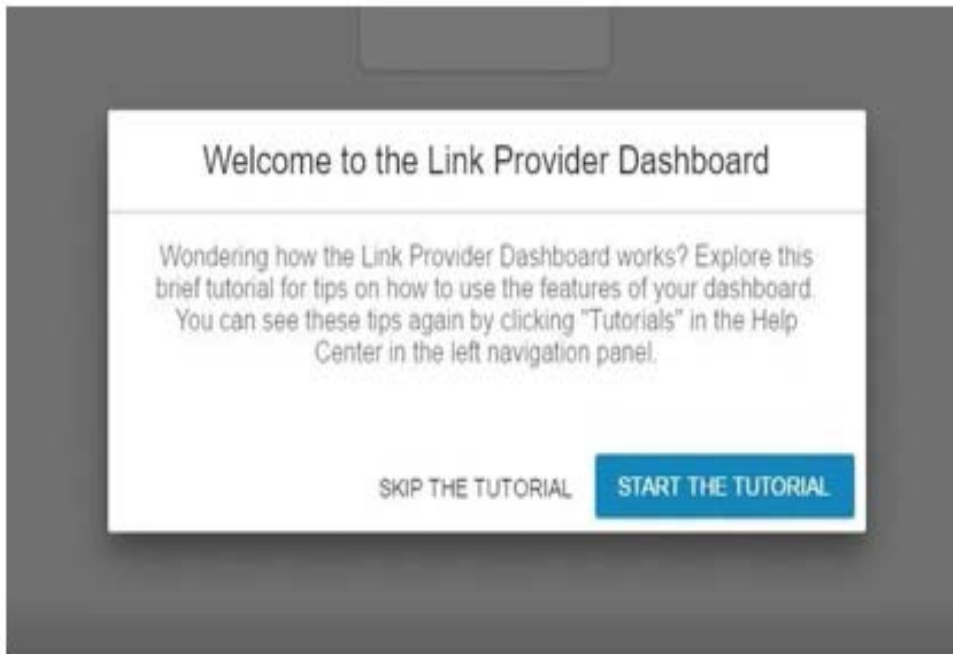 Welcome to the Link Provider Dashboard
Wondering how the Link Provider Dashboard works? Explore this
brief tutorial for tips on how to use the features of your dashboard.
You can see these tips again by clicking "Tutorials" in the Help
Center in the left navigation panel.
SKIP THE TUTORIAL
START THE TUTORIAL